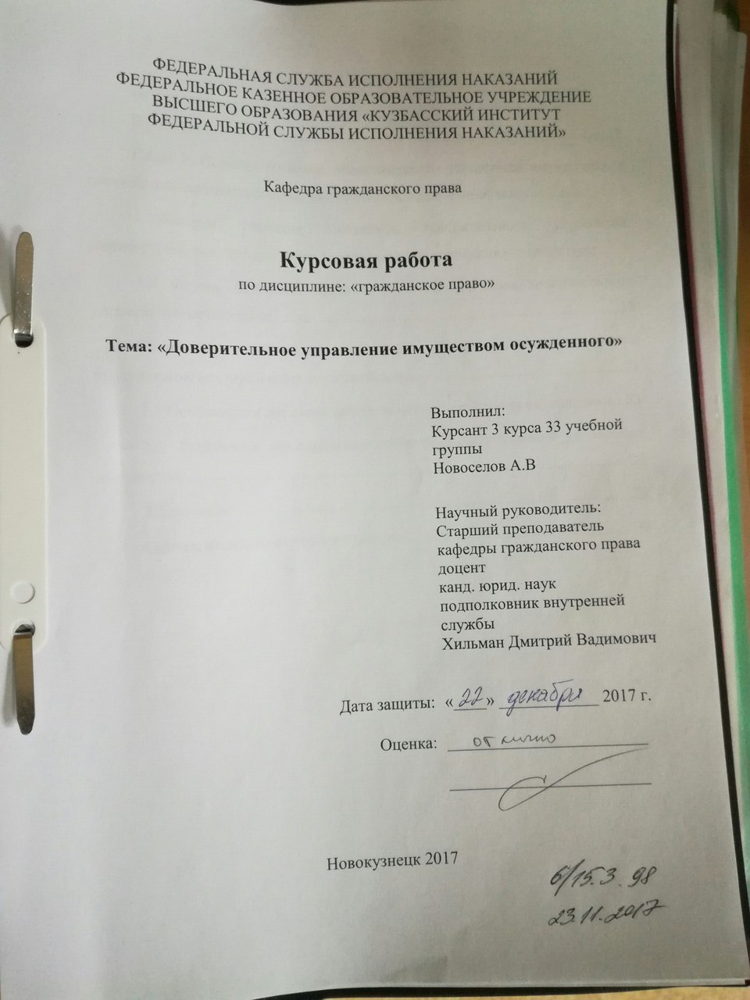 ФЕДЕРАЛЬНАЯ СЛУЖБА ИСПОЛНЕНИЯ НАКАЗАНИЙ
ФЕДЕРАЛЬНОЕ КАЗЕННОЕ ОБРАЗОВАТЕЛЬНОЕ УЧРЕЖДЕНИЕ
ВЫСШЕГО ОБРАЗОВАНИЯ «КУЗБАССКИЙ ИНСТИТУТ
ФЕДЕРАЛЬНОЙ СЛУЖБЫ ИСПОЛНЕНИЯ НАКАЗАНИЙ»
Кафедра гражданского права
Курсовая работа
по дисциплине: «гражданское право»
Тема: «Доверительное управление имуществом осужденного»
Выполнил:
Курсант 3 курса 33 учебной
группы
Новоселов А.В
Научный руководитель:
Старший преподаватель
кафедры гражданского права
доцент
канд. юрид. наук
подполковник внутренней
службы
Хильман Дмитрий Вадимович
Дата защиты: «22» декабря 2017 г.
Оценка: отлично
Новокузнецк 2017
6/15.3.98
23.11.2017